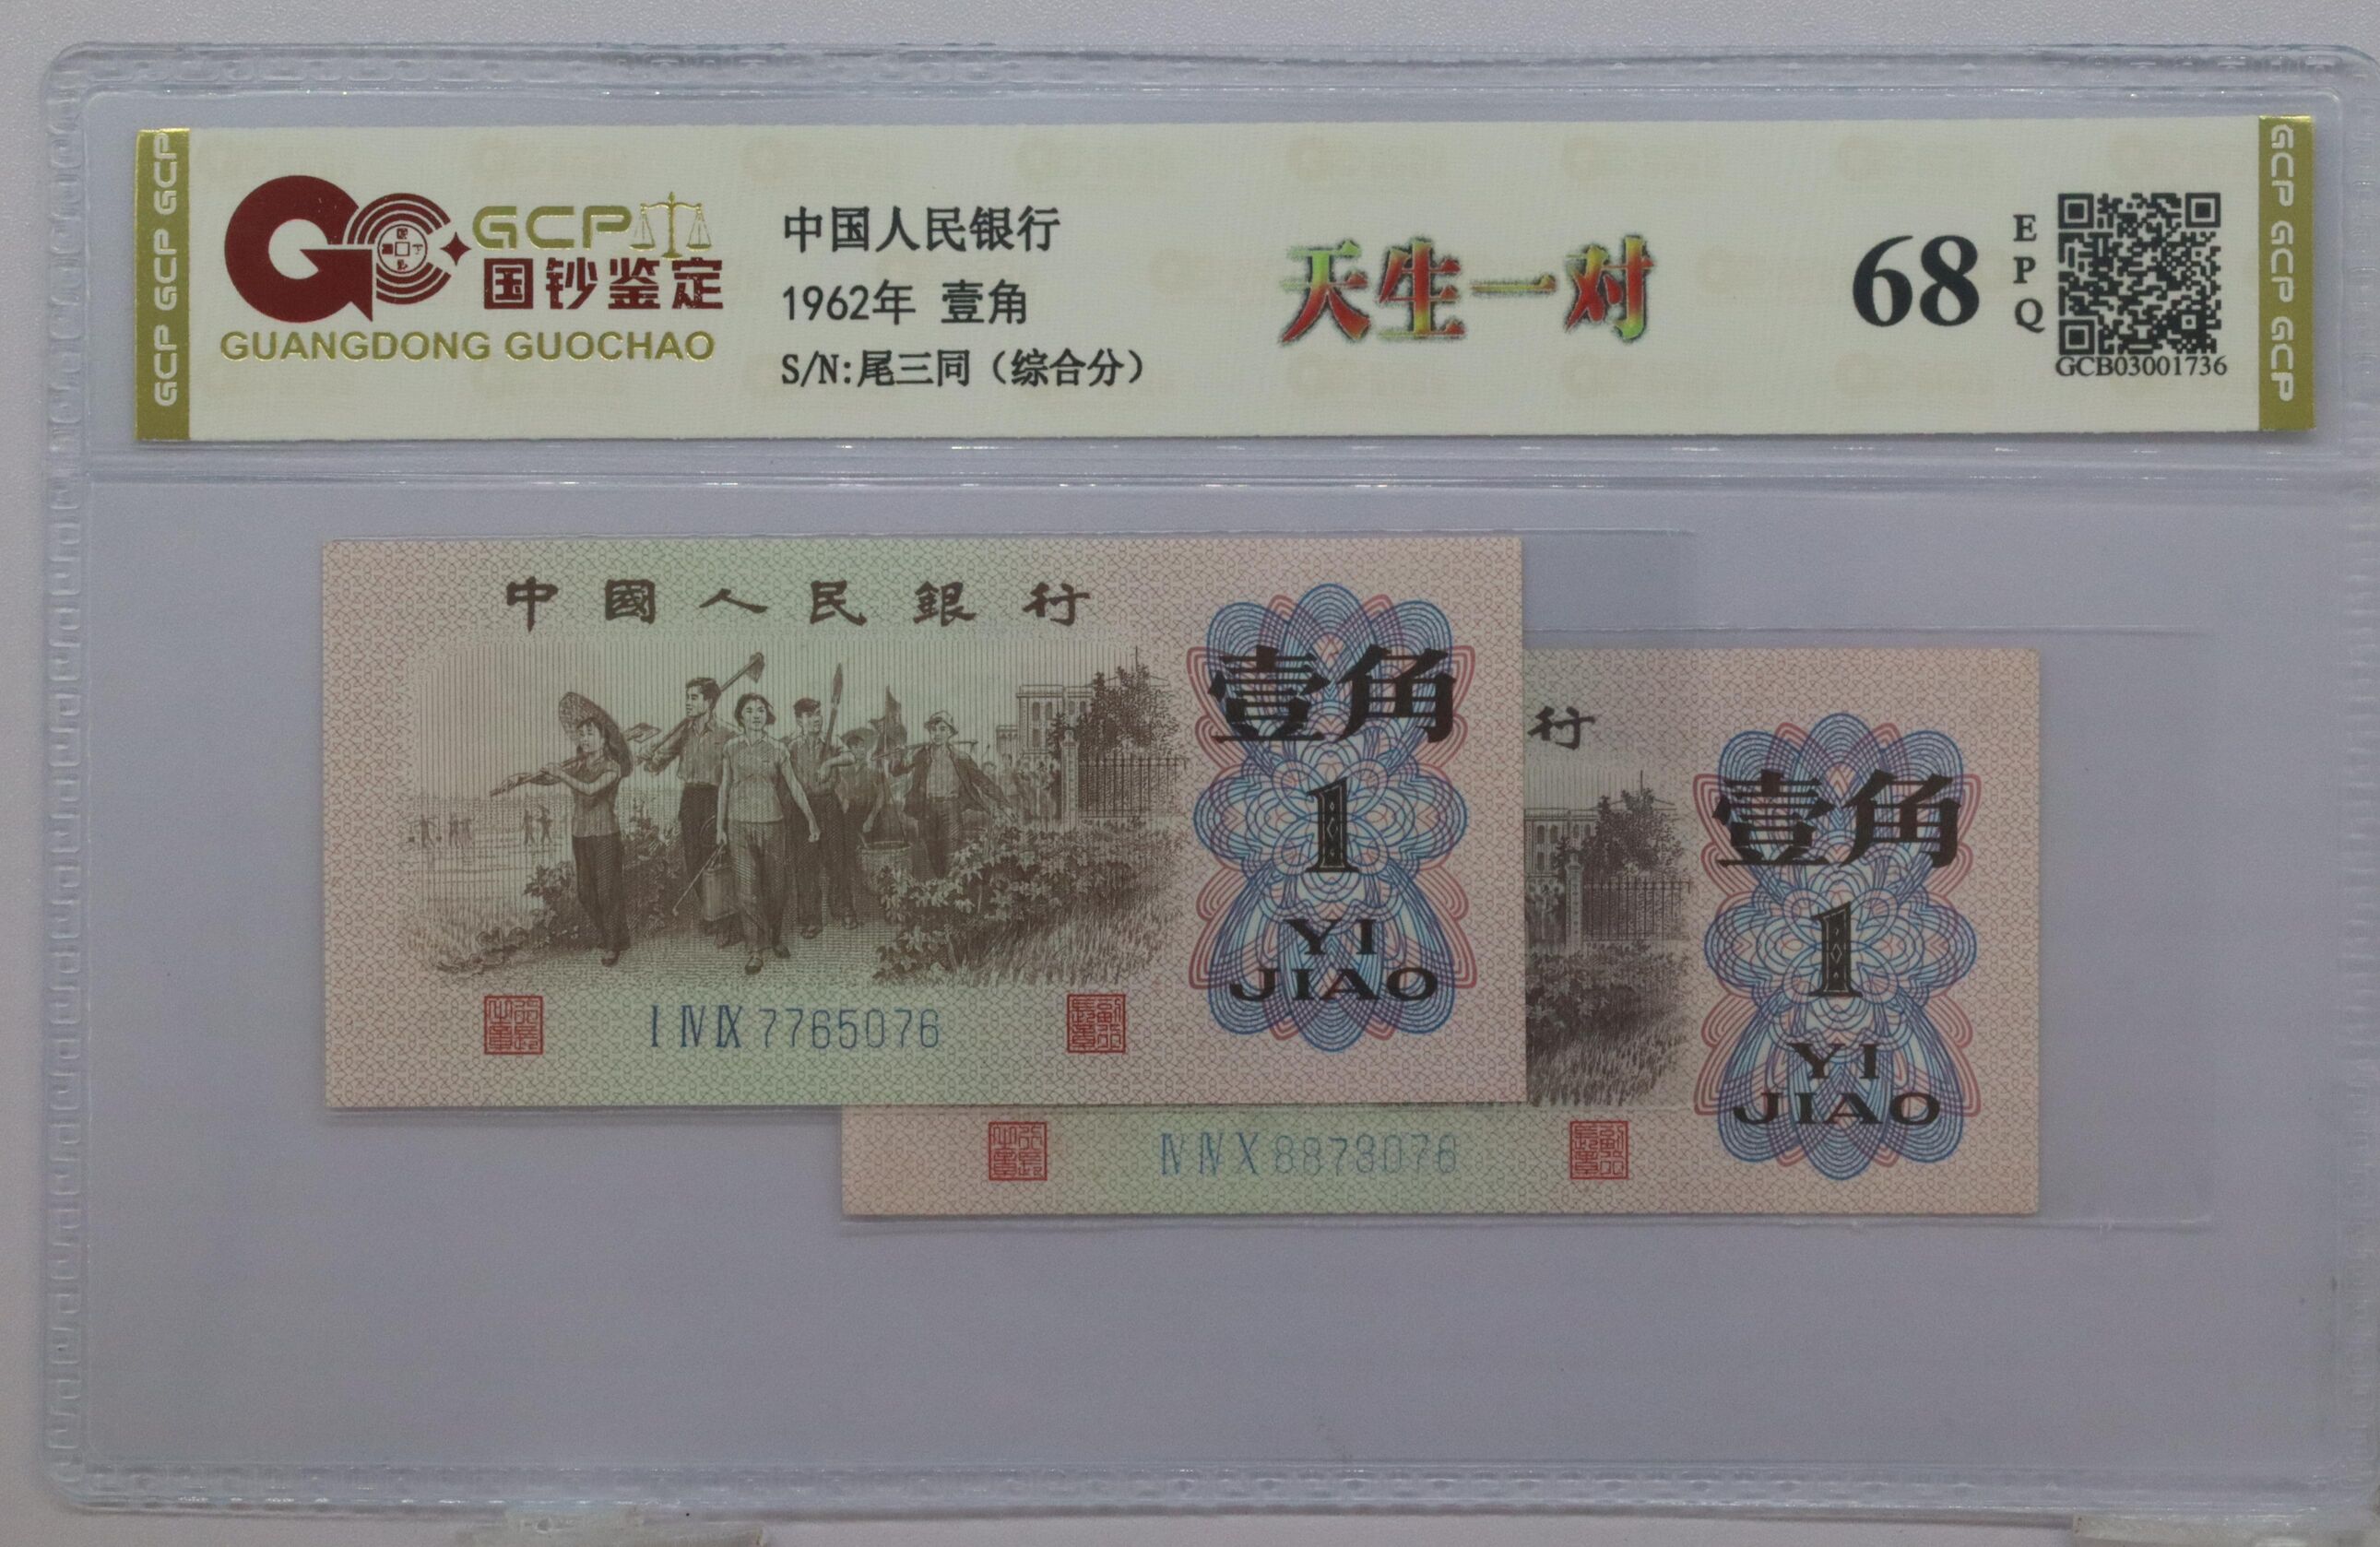 GCP GCP GCP
GCP
国钞鉴定
GUANGDONG GUOCHAO
中国人民银行
1962年 壹角
S/N:尾三同（综合分）
天生一对
68
EPQ
GCB03001736
GCP GCP GCP
中國人民銀行
壹角
1
YI
JIAO
Ⅰ Ⅳ Ⅸ 7765076
行
壹角
1
YI
JIAO
Ⅳ Ⅳ Ⅹ 8873076